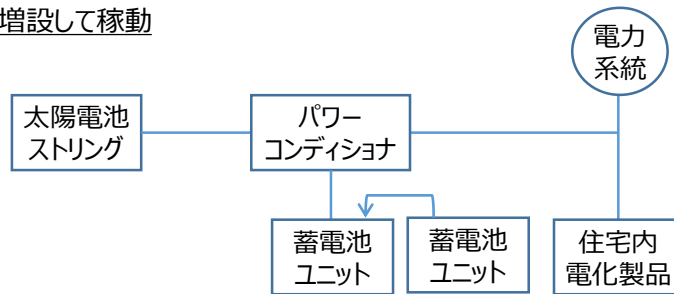 増設して稼動
電力
系統
太陽電池
ストリング
パワー
コンディショナ
蓄電池
ユニット
蓄電池
ユニット
住宅内
電化製品